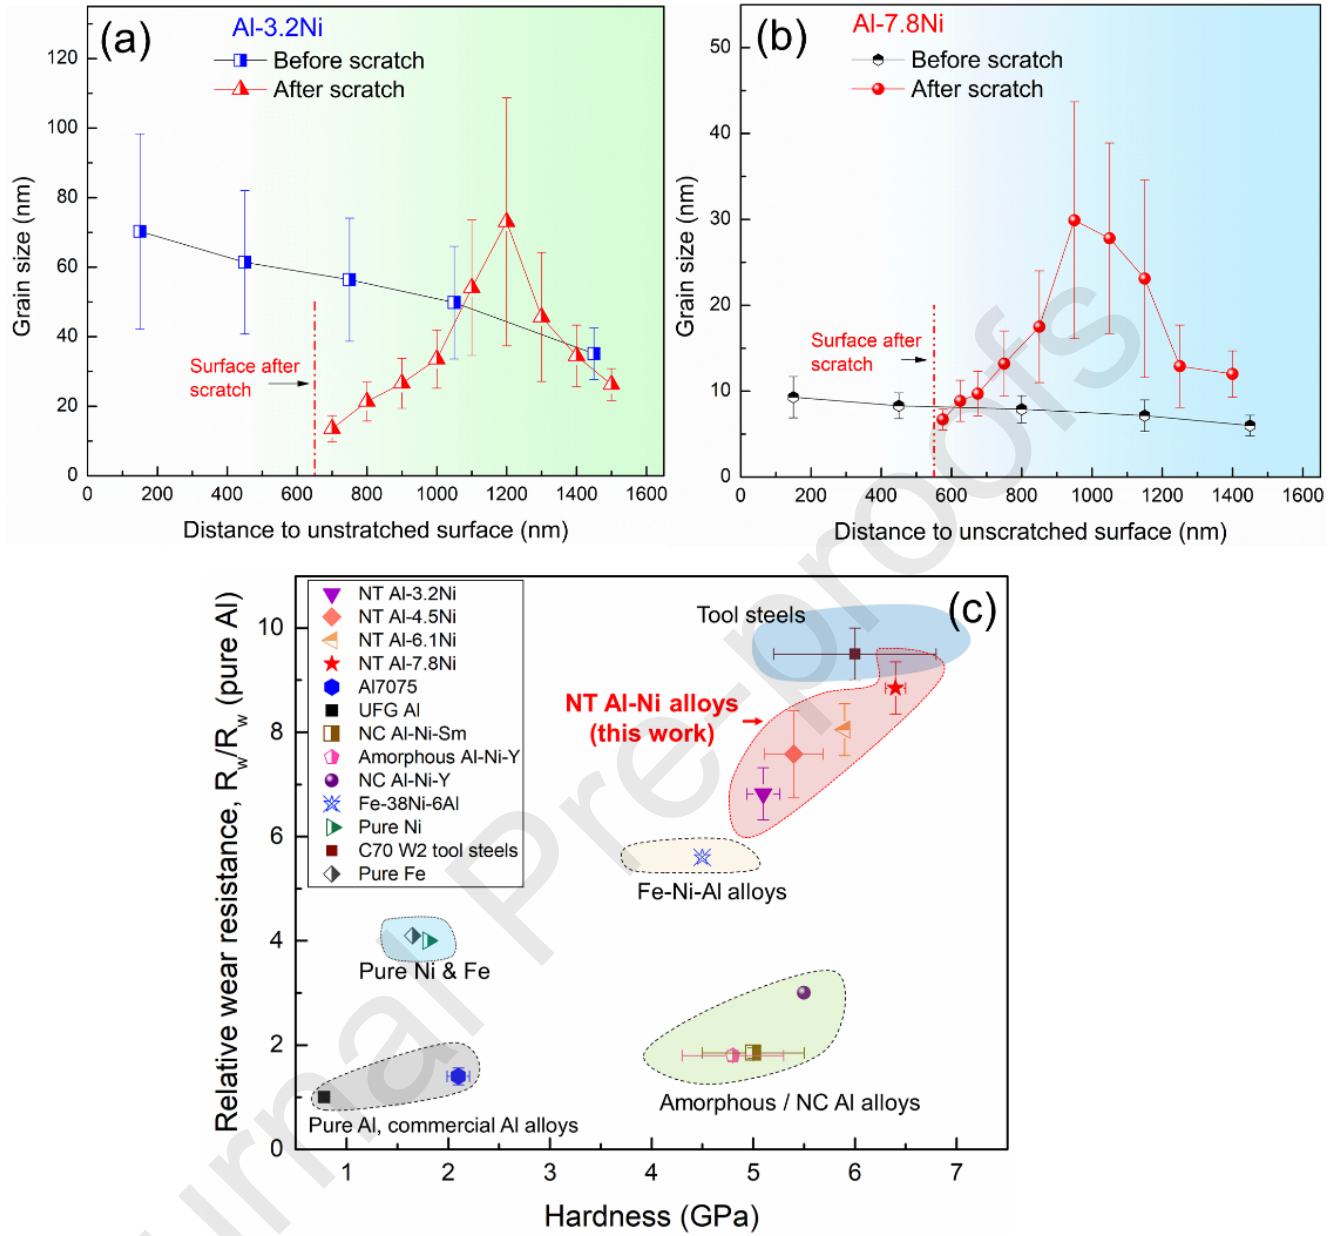 Al-3.2Ni
(a)
Before scratch
After scratch
120
100
80
60
40
20
0
Grain size (nm)
Surface after
scratch
0 200 400 600 800 1000 1200 1400 1600
Distance to unstratched surface (nm)
Al-7.8Ni
(b)
Before scratch
After scratch
50
40
30
20
10
0
Grain size (nm)
Surface after
scratch
0 200 400 600 800 1000 1200 1400 1600
Distance to unscratched surface (nm)
(c)
NT Al-3.2Ni
NT Al-4.5Ni
NT Al-6.1Ni
NT Al-7.8Ni
Al7075
UFG Al
NC Al-Ni-Sm
Amorphous Al-Ni-Y
NC Al-Ni-Y
Fe-38Ni-6Al
Pure Ni
C70 W2 tool steels
Pure Fe
Tool steels
NT Al-Ni alloys
(this work)
Fe-Ni-Al alloys
Pure Ni & Fe
Amorphous / NC Al alloys
Pure Al, commercial Al alloys
10
8
6
4
2
0
Relative wear resistance, Rw/Rw (pure Al)
1 2 3 4 5 6 7
Hardness (GPa)
urnal Pre-proofs